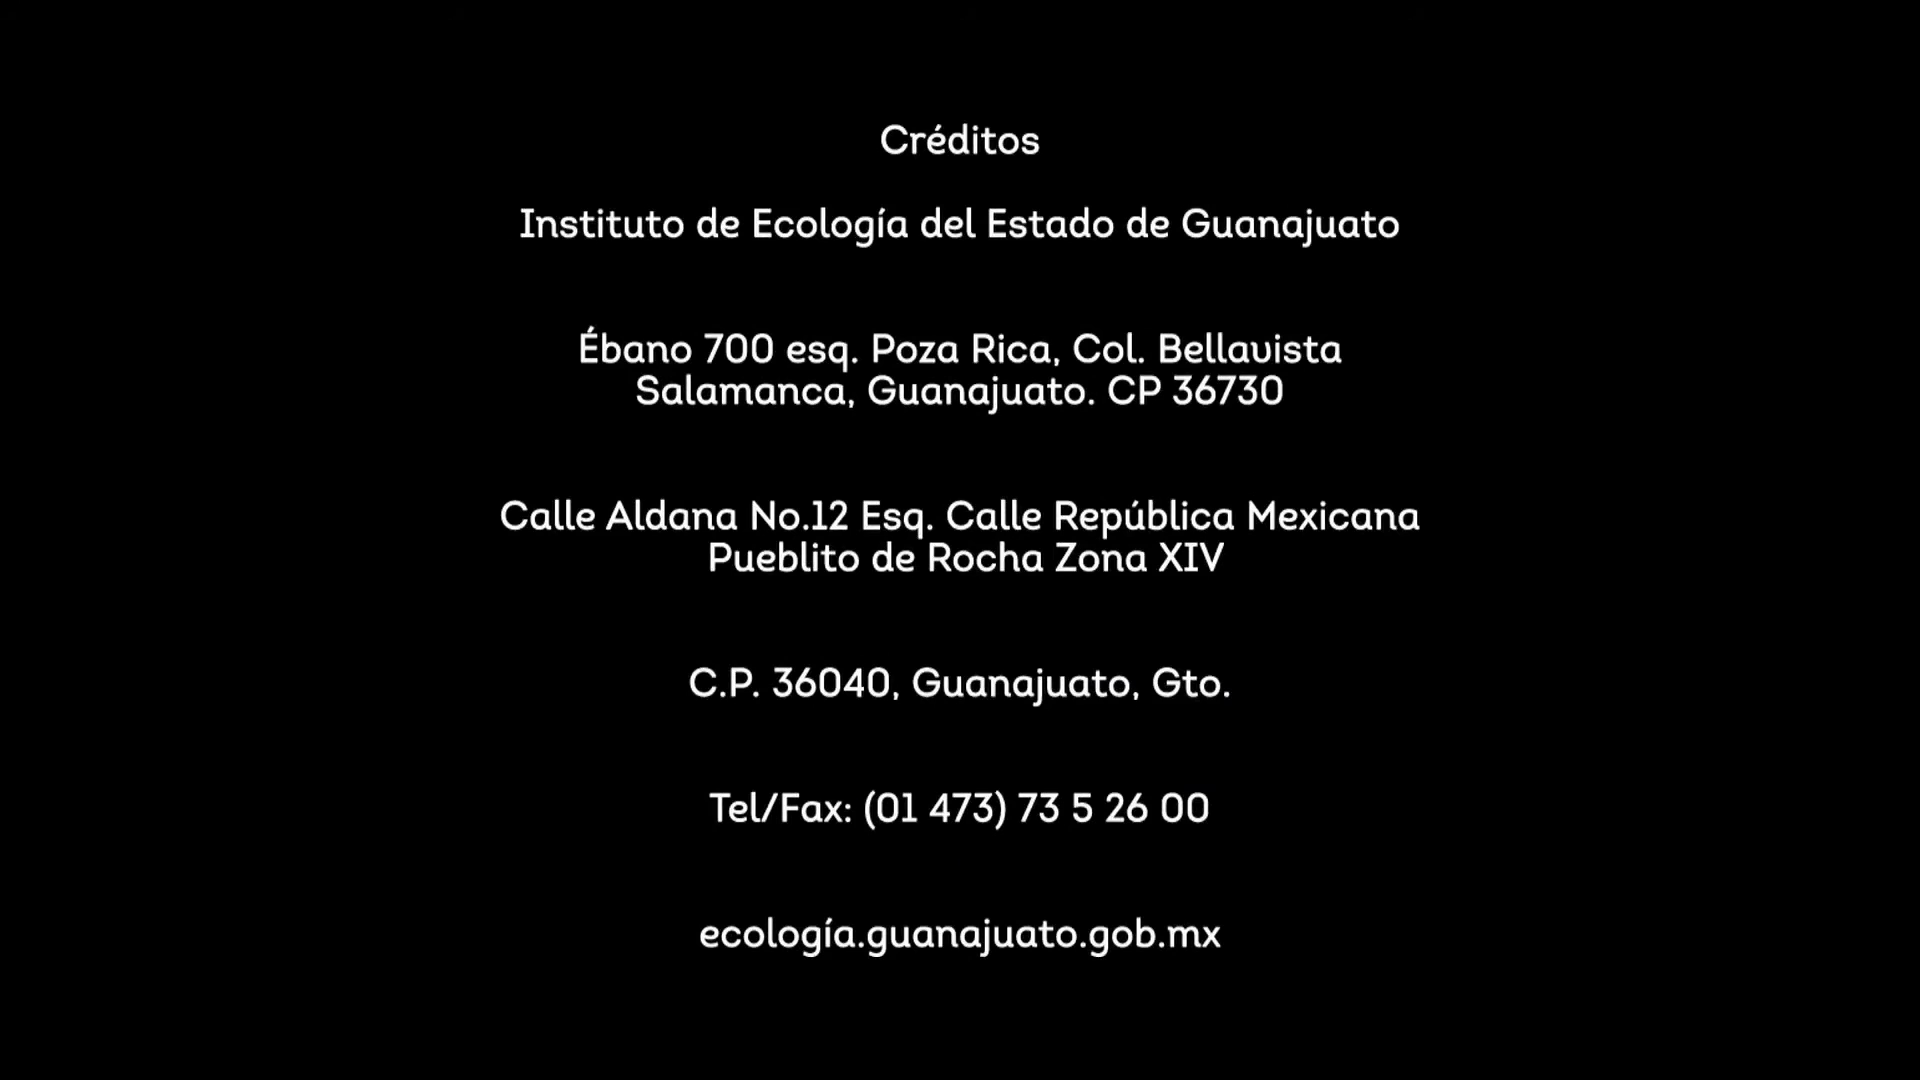 Créditos
Instituto de Ecología del Estado de Guanajuato
Ébano 700 esq. Poza Rica, Col. Bellavista
Salamanca, Guanajuato. CP 36730
Calle Aldana No.12 Esq. Calle República Mexicana
Pueblito de Rocha Zona XIV
C.P. 36040, Guanajuato, Gto.
Tel/Fax: (01 473) 73 5 26 00
ecología.guanajuato.gob.mx